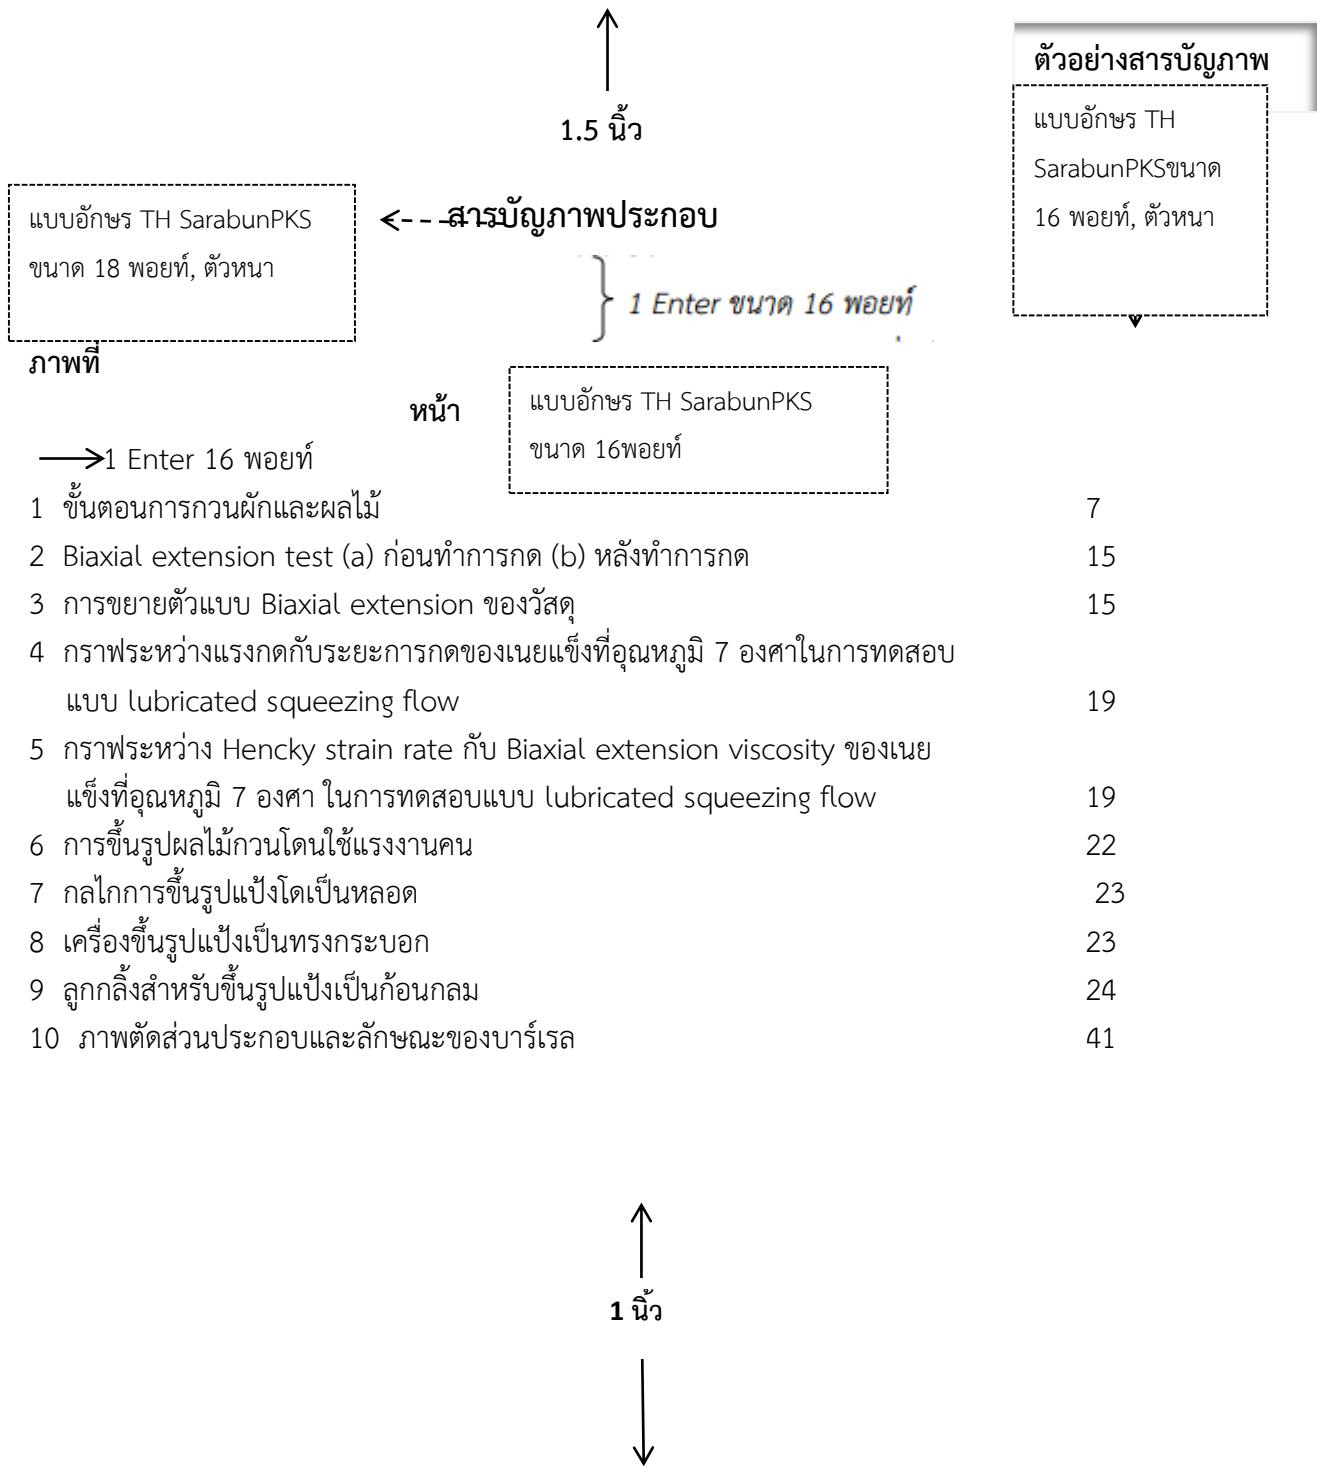 ตัวอย่างสารบัญภาพ
1.5 นิ้ว
แบบอักษร TH
SarabunPKSขนาด
16 พอยท์, ตัวหนา
สารบัญภาพประกอบ
แบบอักษร TH SarabunPKS
ขนาด 18 พอยท์, ตัวหนา
1 Enter ขนาด 16 พอยท์
ภาพที่
หน้า
แบบอักษร TH SarabunPKS
ขนาด 16พอยท์
1 Enter 16 พอยท์
1 ขั้นตอนการกวนผักและผลไม้ 7
2 Biaxial extension test (a) ก่อนทำการกด (b) หลังทำการกด 15
3 การขยายตัวแบบ Biaxial extension ของวัสดุ 15
4 กราฟระหว่างแรงกดกับระยะการกดของเนยแข็งที่อุณหภูมิ 7 องศาในการทดสอบ
แบบ lubricated squeezing flow 19
5 กราฟระหว่าง Hencky strain rate กับ Biaxial extension viscosity ของเนย
แข็งที่อุณหภูมิ 7 องศา ในการทดสอบแบบ lubricated squeezing flow 19
6 การขึ้นรูปผลไม้กวนโดนใช้แรงงานคน 22
7 กลไกการขึ้นรูปแป้งโดเป็นหลอด 23
8 เครื่องขึ้นรูปแป้งเป็นทรงกระบอก 23
9 ลูกกลิ้งสำหรับขึ้นรูปแป้งเป็นก้อนกลม 24
10 ภาพตัดส่วนประกอบและลักษณะของบาร์เรล 41
1 นิ้ว